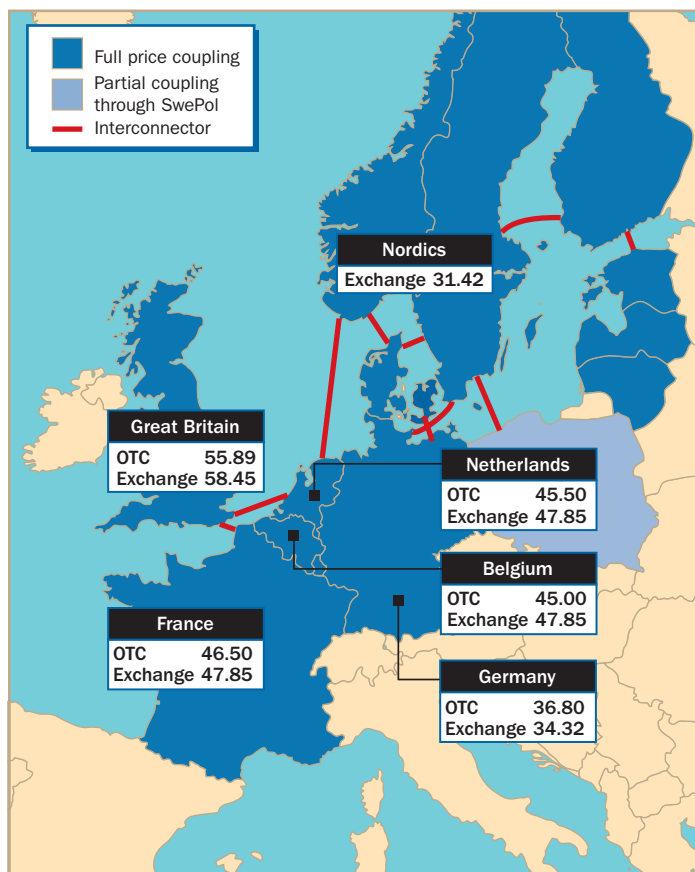 Full price coupling
Partial coupling
through SwePol
Interconnector
Nordics
Exchange 31.42
Great Britain
OTC 55.89
Exchange 58.45
Netherlands
OTC 45.50
Exchange 47.85
Belgium
OTC 45.00
Exchange 47.85
France
OTC 46.50
Exchange 47.85
Germany
OTC 36.80
Exchange 34.32